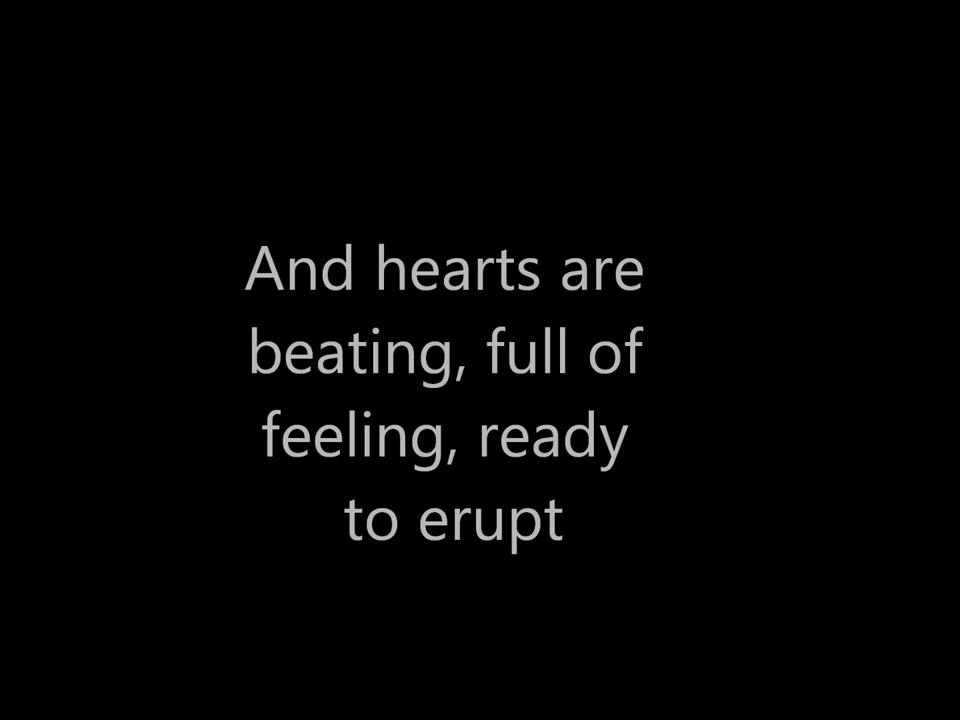 And hearts are
beating, full of
feeling, ready
to erupt